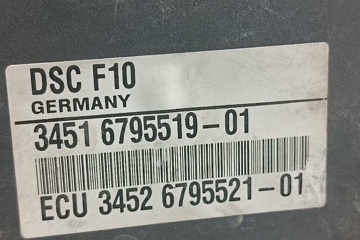 DSC F10
GERMANY
3451 6795519-01
ECU 3452 6795521-01